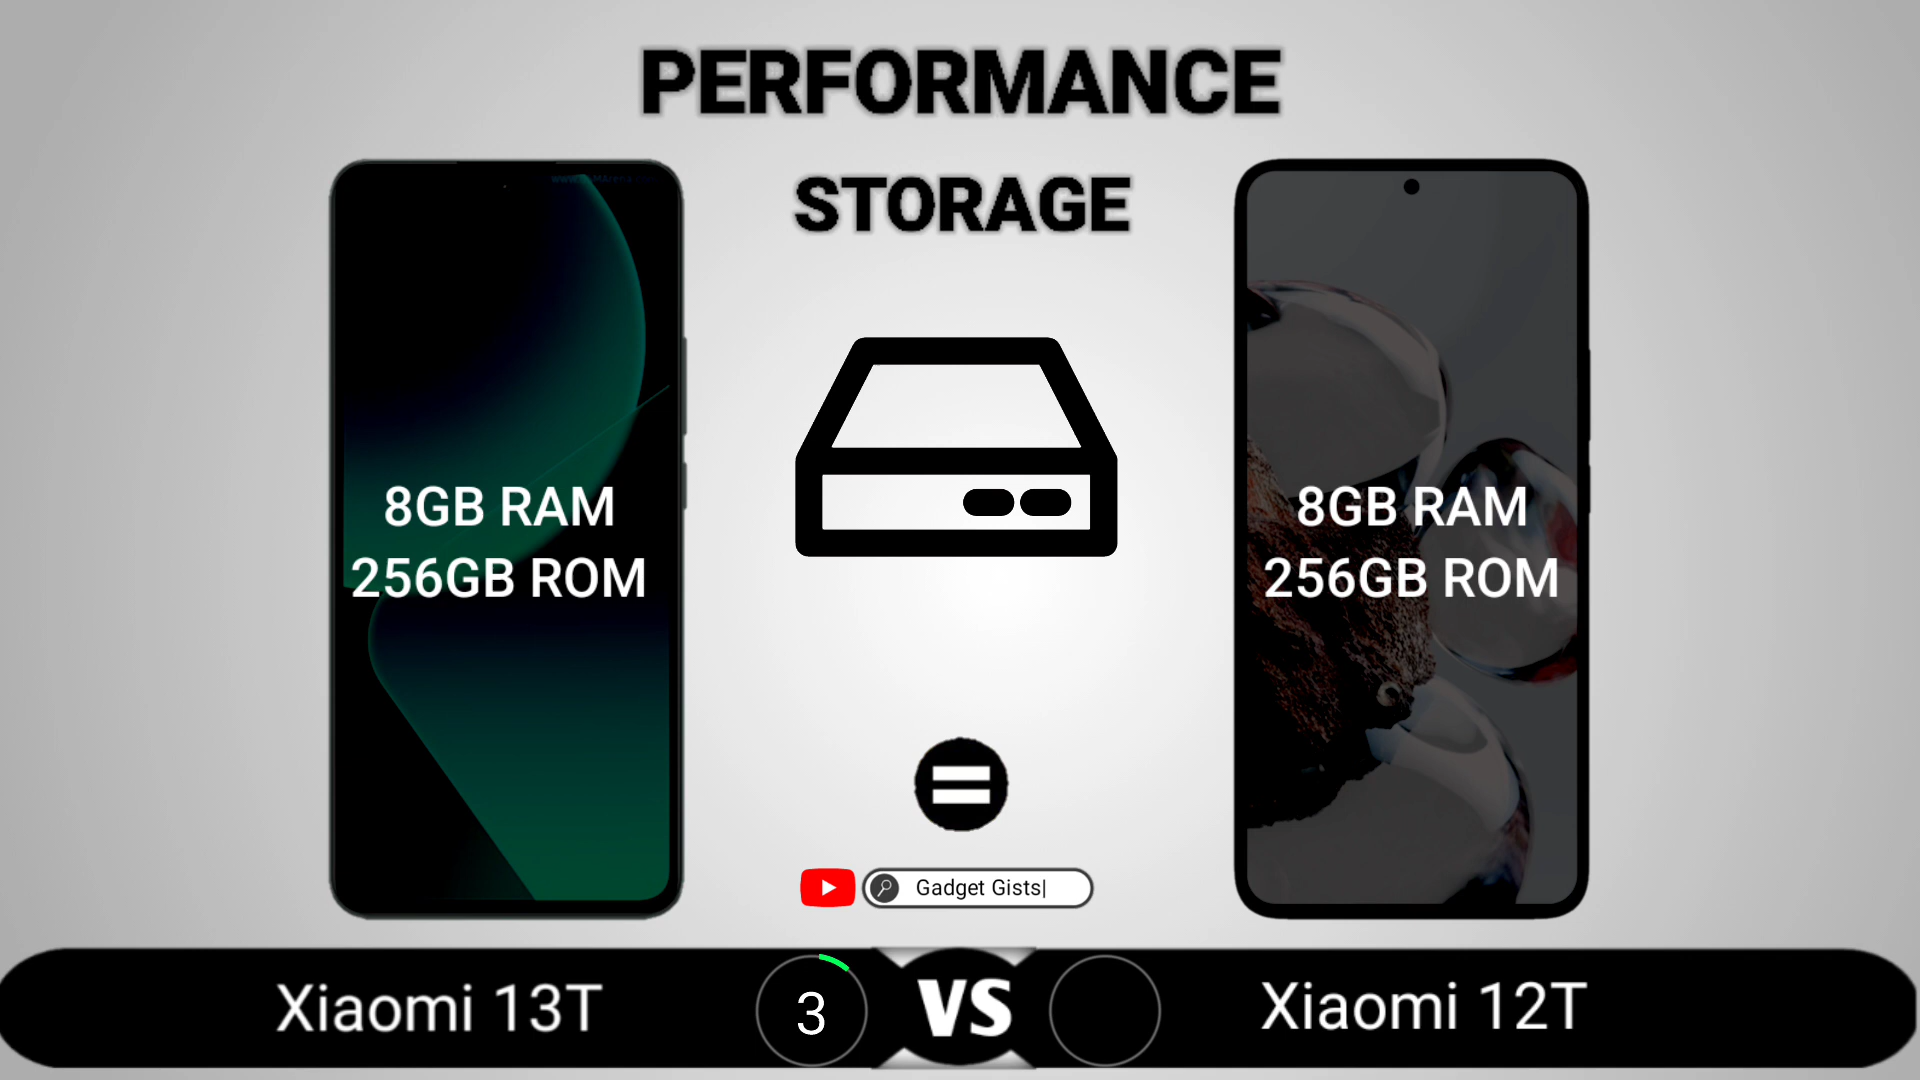 PERFORMANCE
STORAGE
8GB RAM
256GB ROM
8GB RAM
256GB ROM
Gadget Gists|
Xiaomi 13T
3
VS
Xiaomi 12T